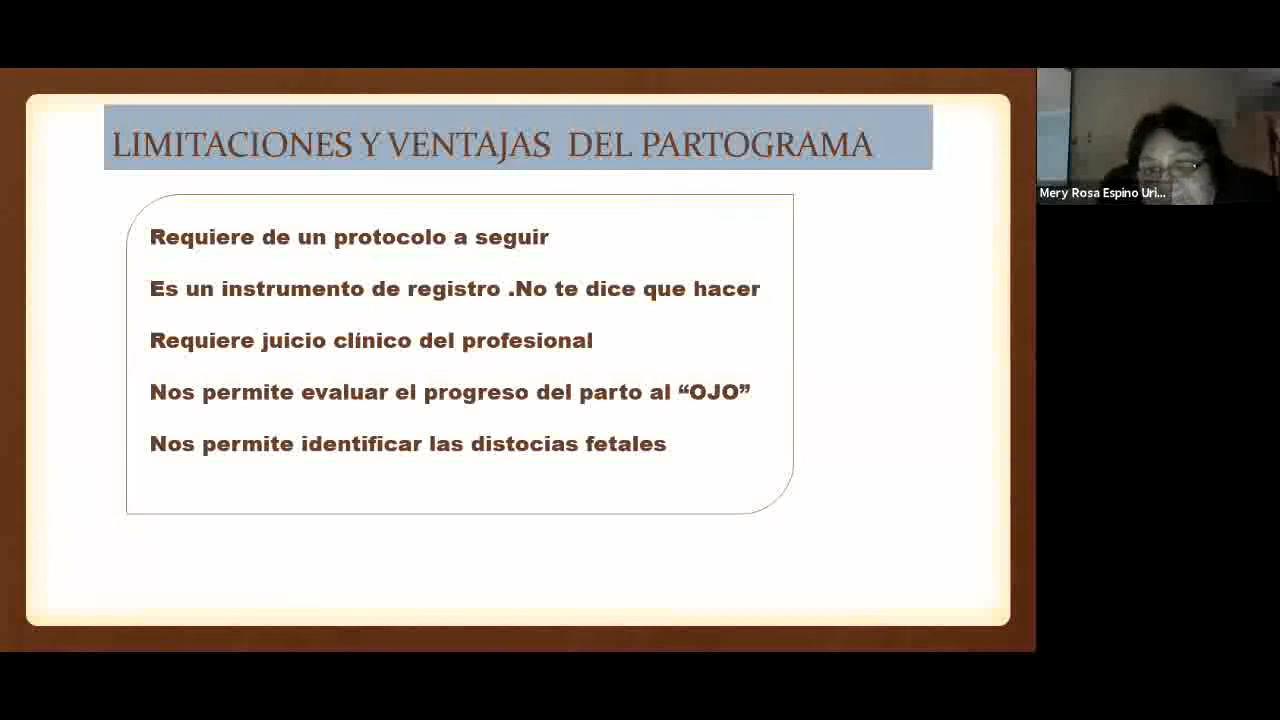 LIMITACIONES Y VENTAJAS DEL PARTOGRAMA
Requiere de un protocolo a seguir
Es un instrumento de registro .No te dice que hacer
Requiere juicio clínico del profesional
Nos permite evaluar el progreso del parto al “OJO”
Nos permite identificar las distocias fetales
Mery Rosa Espino Uri...